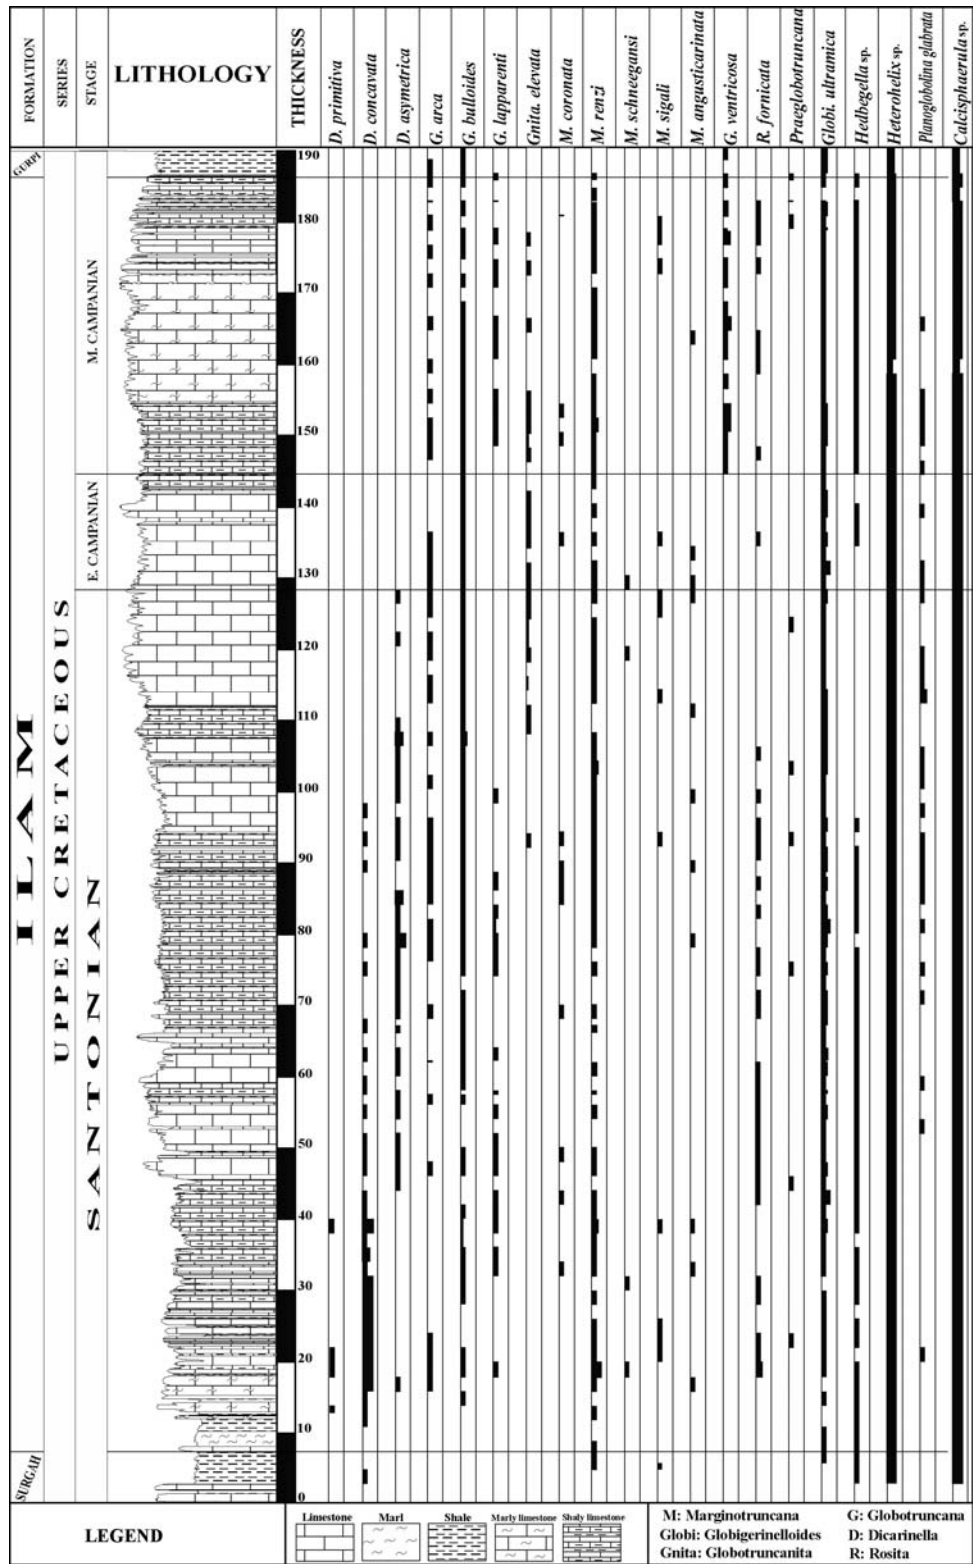 FORMATION
SERIES
STAGE
LITHOLOGY
THICKNESS
D. primitiva
D. concavata
D. asymetrica
G. arca
G. bulloides
G. lapparenti
Gnita. elevata
M. coronata
M. renzi
M. schneegansi
M. sigali
M. angusticarinata
G. ventricosa
R. fornicata
Praeglobotruncana
Globi. ultramica
Hedbegella sp.
Heterohelix sp.
Planoglobolina glabrata
Calcisphaerula sp.
GURPI
ILAM
SURGAH
UPPER CRETACEOUS
M. CAMPANIAN
E. CAMPANIAN
SANTONIAN
190
180
170
160
150
140
130
120
110
100
90
80
70
60
50
40
30
20
10
0
LEGEND
Limestone
Marl
Shale
Marly limestone
Shaly limestone
M: Marginotruncana
G: Globotruncana
Globi: Globigerinelloides
D: Dicarinella
Gnita: Globotruncanita
R: Rosita